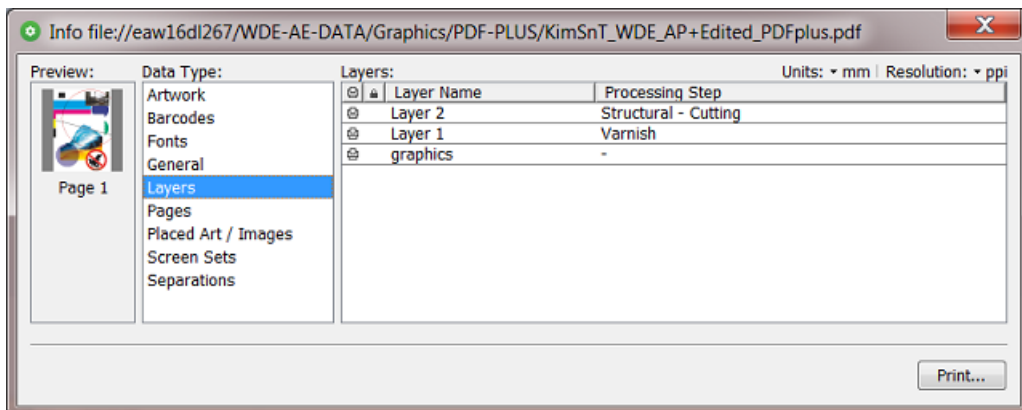 Info file://eaw16dl267/WDE-AE-DATA/Graphics/PDF-PLUS/KimSnT_WDE_AP+Edited_PDFplus.pdf
Preview:
Page 1
Data Type:
Artwork
Barcodes
Fonts
General
Layers
Pages
Placed Art / Images
Screen Sets
Separations
Layers:
Units: mm | Resolution: ppi
Layer Name Processing Step
Layer 2 Structural - Cutting
Layer 1 Varnish
graphics -
Print...